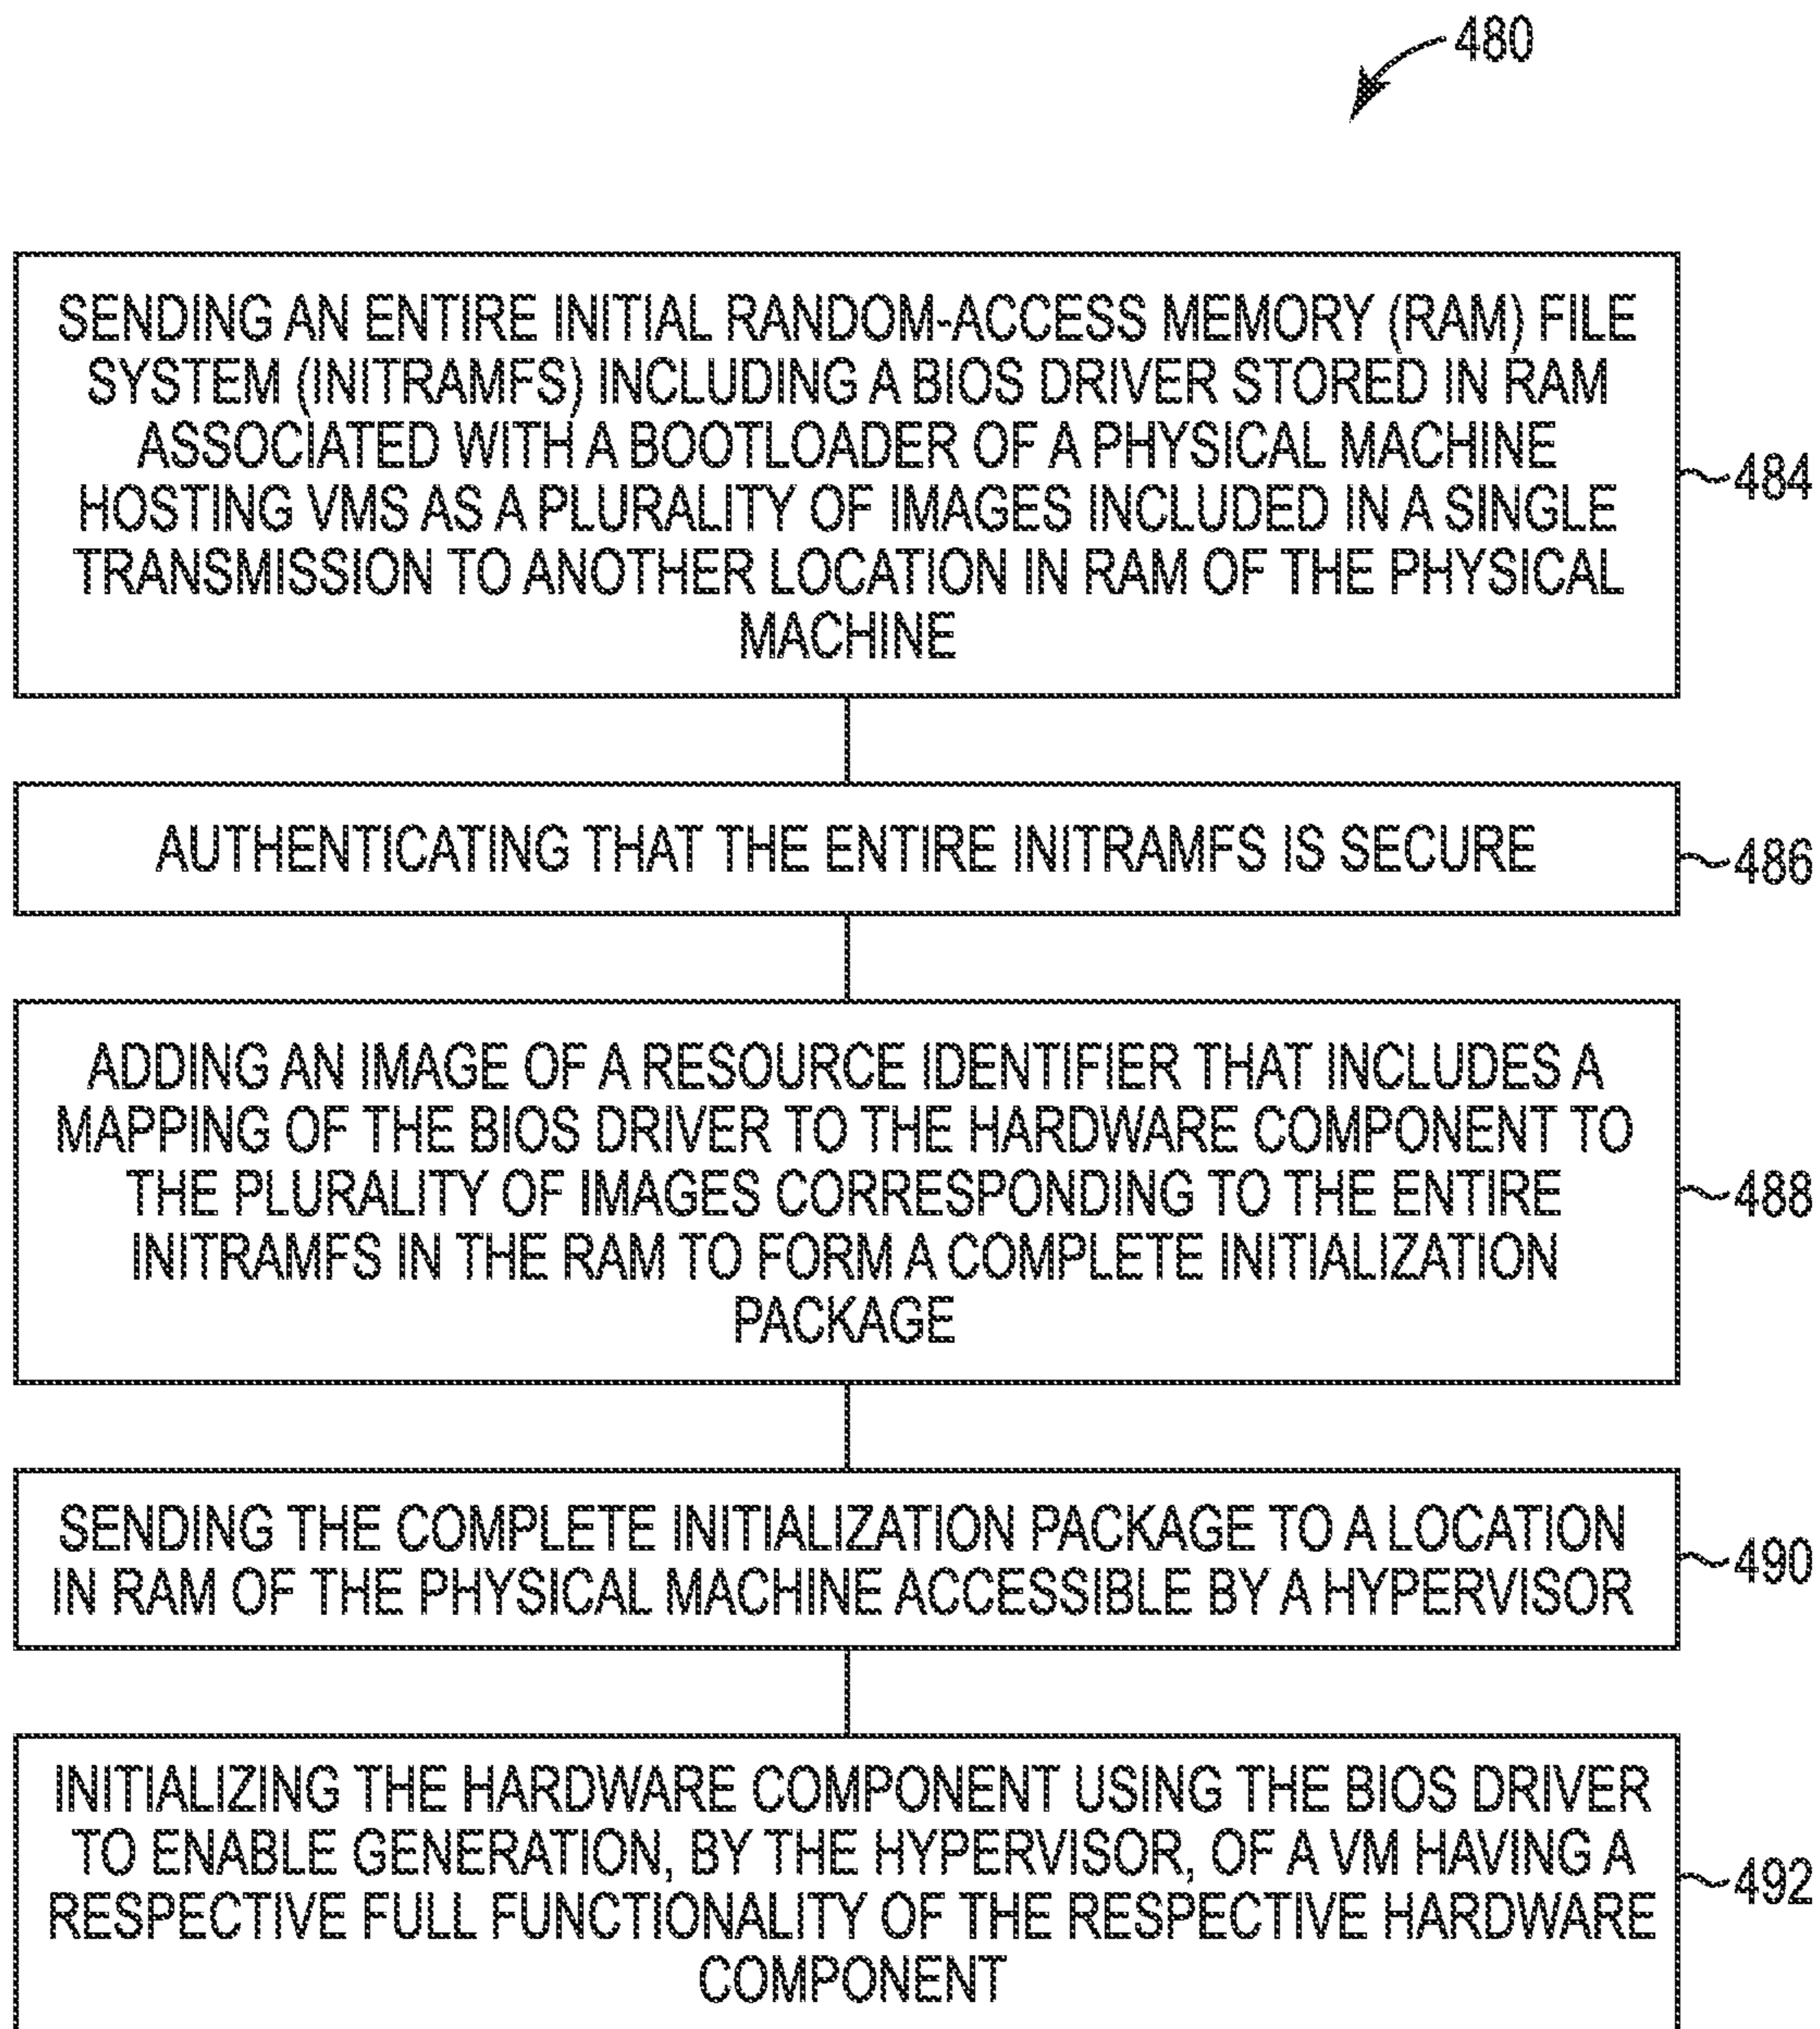 480
SENDING AN ENTIRE INITIAL RANDOM-ACCESS MEMORY (RAM) FILE
SYSTEM (INITRAMFS) INCLUDING A BIOS DRIVER STORED IN RAM
ASSOCIATED WITH A BOOTLOADER OF A PHYSICAL MACHINE
HOSTING VMS AS A PLURALITY OF IMAGES INCLUDED IN A SINGLE
TRANSMISSION TO ANOTHER LOCATION IN RAM OF THE PHYSICAL
MACHINE
484
AUTHENTICATING THAT THE ENTIRE INITRAMFS IS SECURE
486
ADDING AN IMAGE OF A RESOURCE IDENTIFIER THAT INCLUDES A
MAPPING OF THE BIOS DRIVER TO THE HARDWARE COMPONENT TO
THE PLURALITY OF IMAGES CORRESPONDING TO THE ENTIRE
INITRAMFS IN THE RAM TO FORM A COMPLETE INITIALIZATION
PACKAGE
488
SENDING THE COMPLETE INITIALIZATION PACKAGE TO A LOCATION
IN RAM OF THE PHYSICAL MACHINE ACCESSIBLE BY A HYPERVISOR
490
INITIALIZING THE HARDWARE COMPONENT USING THE BIOS DRIVER
TO ENABLE GENERATION, BY THE HYPERVISOR, OF A VM HAVING A
RESPECTIVE FULL FUNCTIONALITY OF THE RESPECTIVE HARDWARE
COMPONENT
492